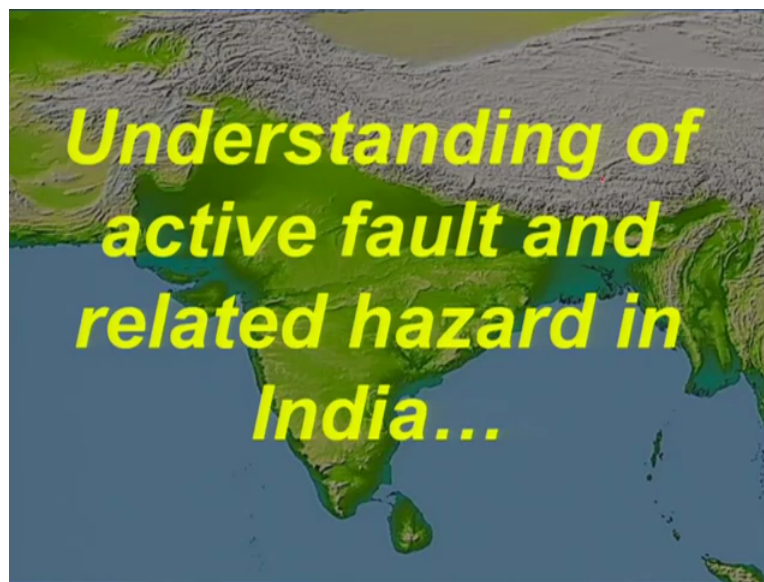 Understanding of
active fault and
related hazard in
India...